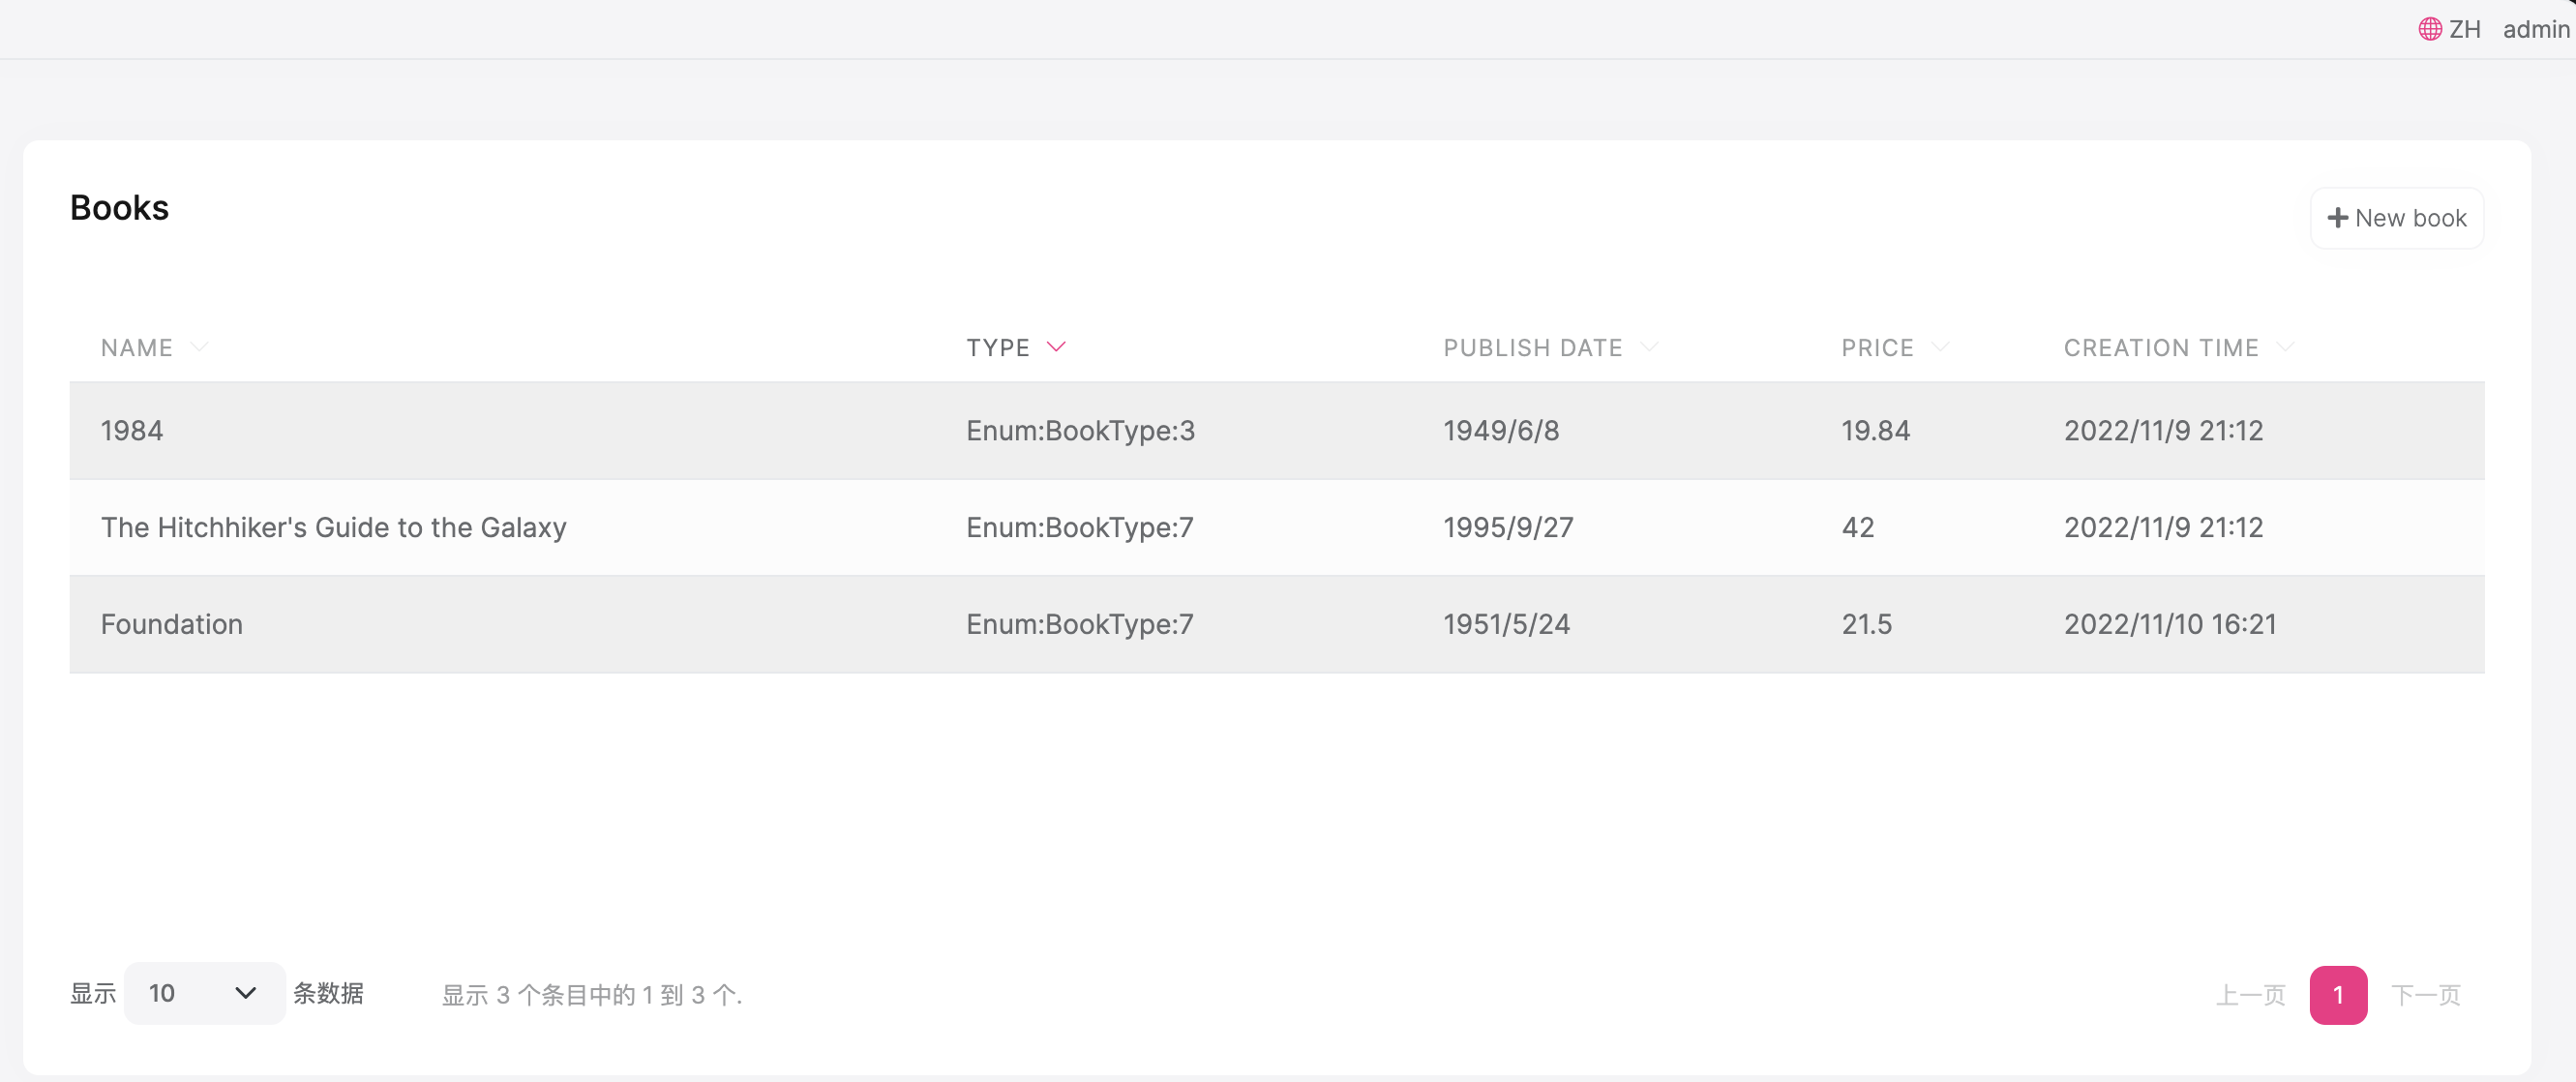 ZH admin
Books
New book
NAME TYPE PUBLISH DATE PRICE CREATION TIME
1984 Enum:BookType:3 1949/6/8 19.84 2022/11/9 21:12
The Hitchhiker's Guide to the Galaxy Enum:BookType:7 1995/9/27 42 2022/11/9 21:12
Foundation Enum:BookType:7 1951/5/24 21.5 2022/11/10 16:21
显示 10 条数据 显示 3 个条目中的 1 到 3 个. 上一页 1 下一页